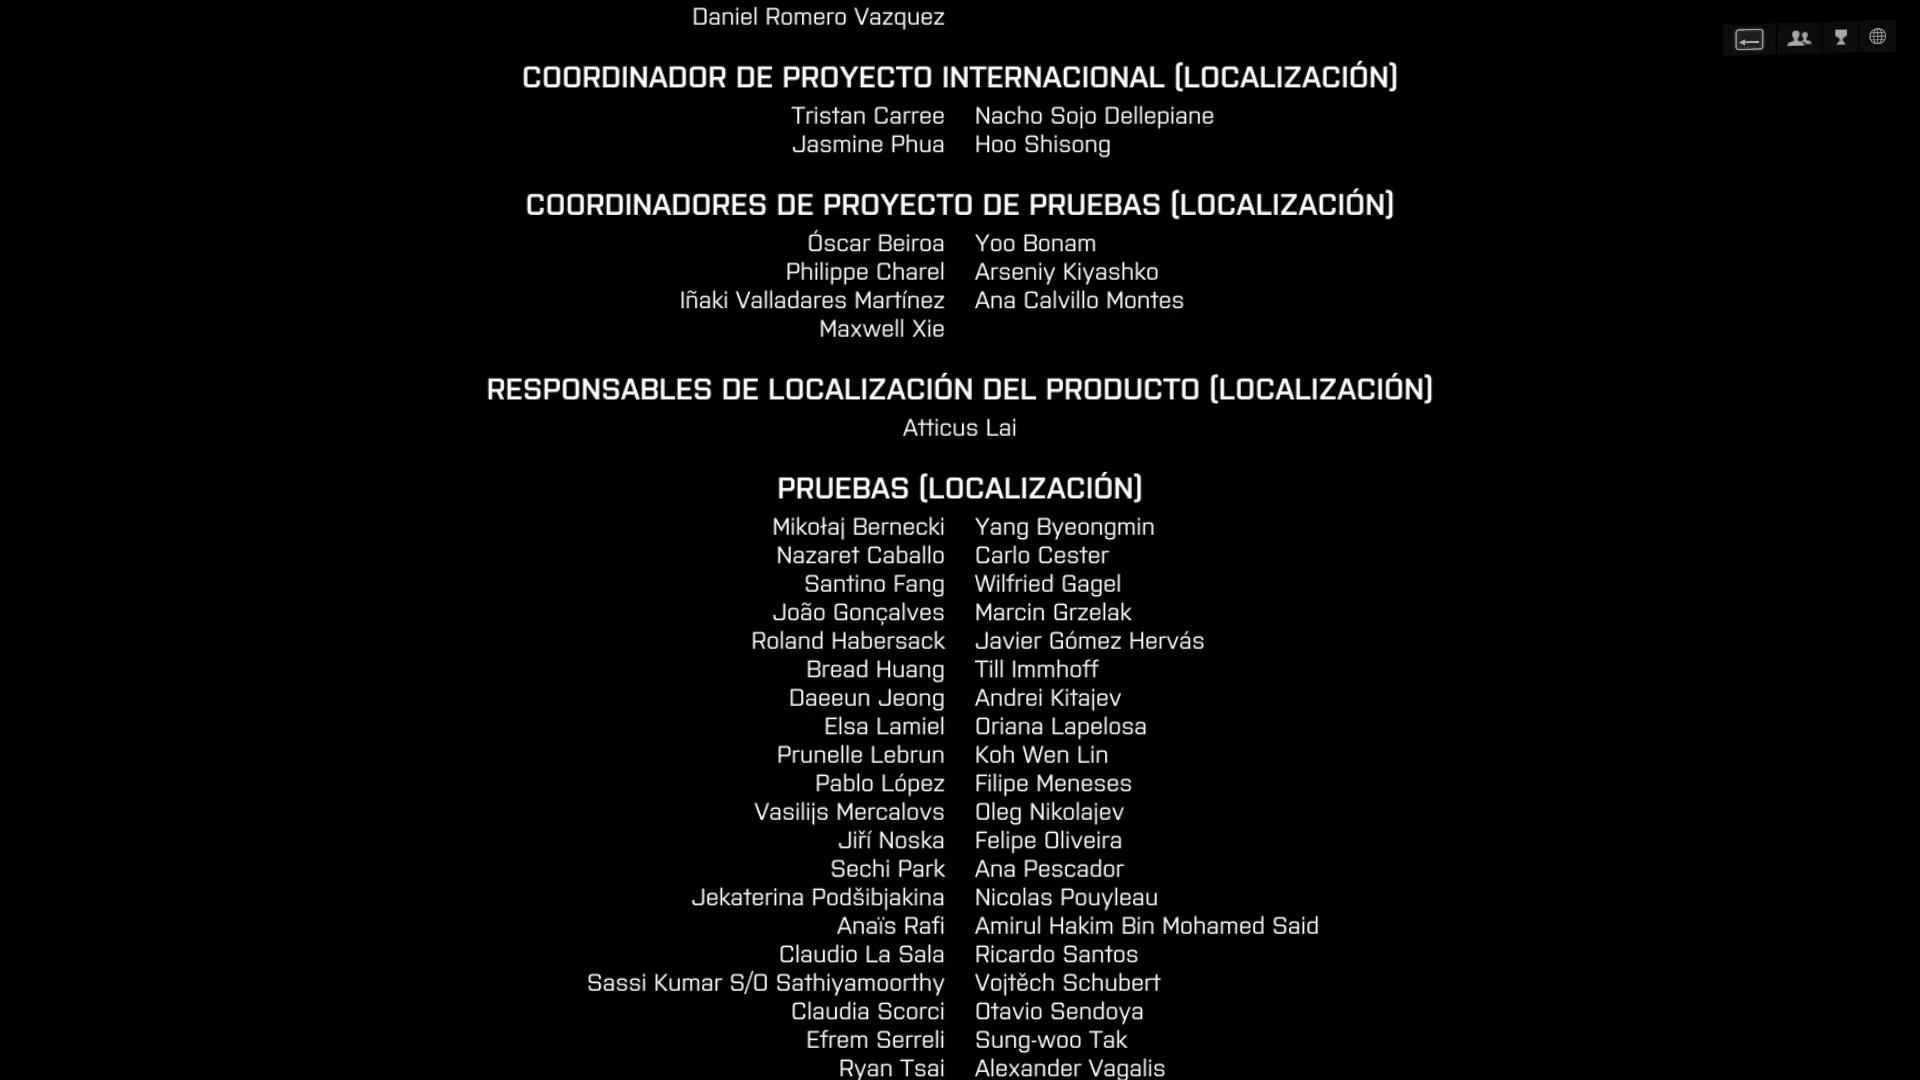 Daniel Romero Vazquez
COORDINADOR DE PROYECTO INTERNACIONAL (LOCALIZACIÓN)
Tristan Carree Nacho Sojo Dellepiane
Jasmine Phua Hoo Shisong
COORDINADORES DE PROYECTO DE PRUEBAS (LOCALIZACIÓN)
Óscar Beiroa Yoo Bonam
Philippe Charel Arseniy Kiyashko
Iñaki Valladares Martínez Ana Calvillo Montes
Maxwell Xie
RESPONSABLES DE LOCALIZACIÓN DEL PRODUCTO (LOCALIZACIÓN)
Atticus Lai
PRUEBAS (LOCALIZACIÓN)
Mikołaj Bernecki Yang Byeongmin
Nazaret Caballo Carlo Cester
Santino Fang Wilfried Gagel
João Gonçalves Marcin Grzelak
Roland Habersack Javier Gómez Hervás
Bread Huang Till Immhoff
Daeeun Jeong Andrei Kitajev
Elsa Lamiel Oriana Lapelosa
Prunelle Lebrun Koh Wen Lin
Pablo López Filipe Meneses
Vasilijs Mercalovs Oleg Nikolajev
Jiří Noska Felipe Oliveira
Sechi Park Ana Pescador
Jekaterina Podšibjakina Nicolas Pouyleau
Anaïs Rafi Amirul Hakim Bin Mohamed Said
Claudio La Sala Ricardo Santos
Sassi Kumar S/O Sathiyamoorthy Vojtěch Schubert
Claudia Scorci Otavio Sendoya
Efrem Serreli Sung-woo Tak
Ryan Tsai Alexander Vagalis